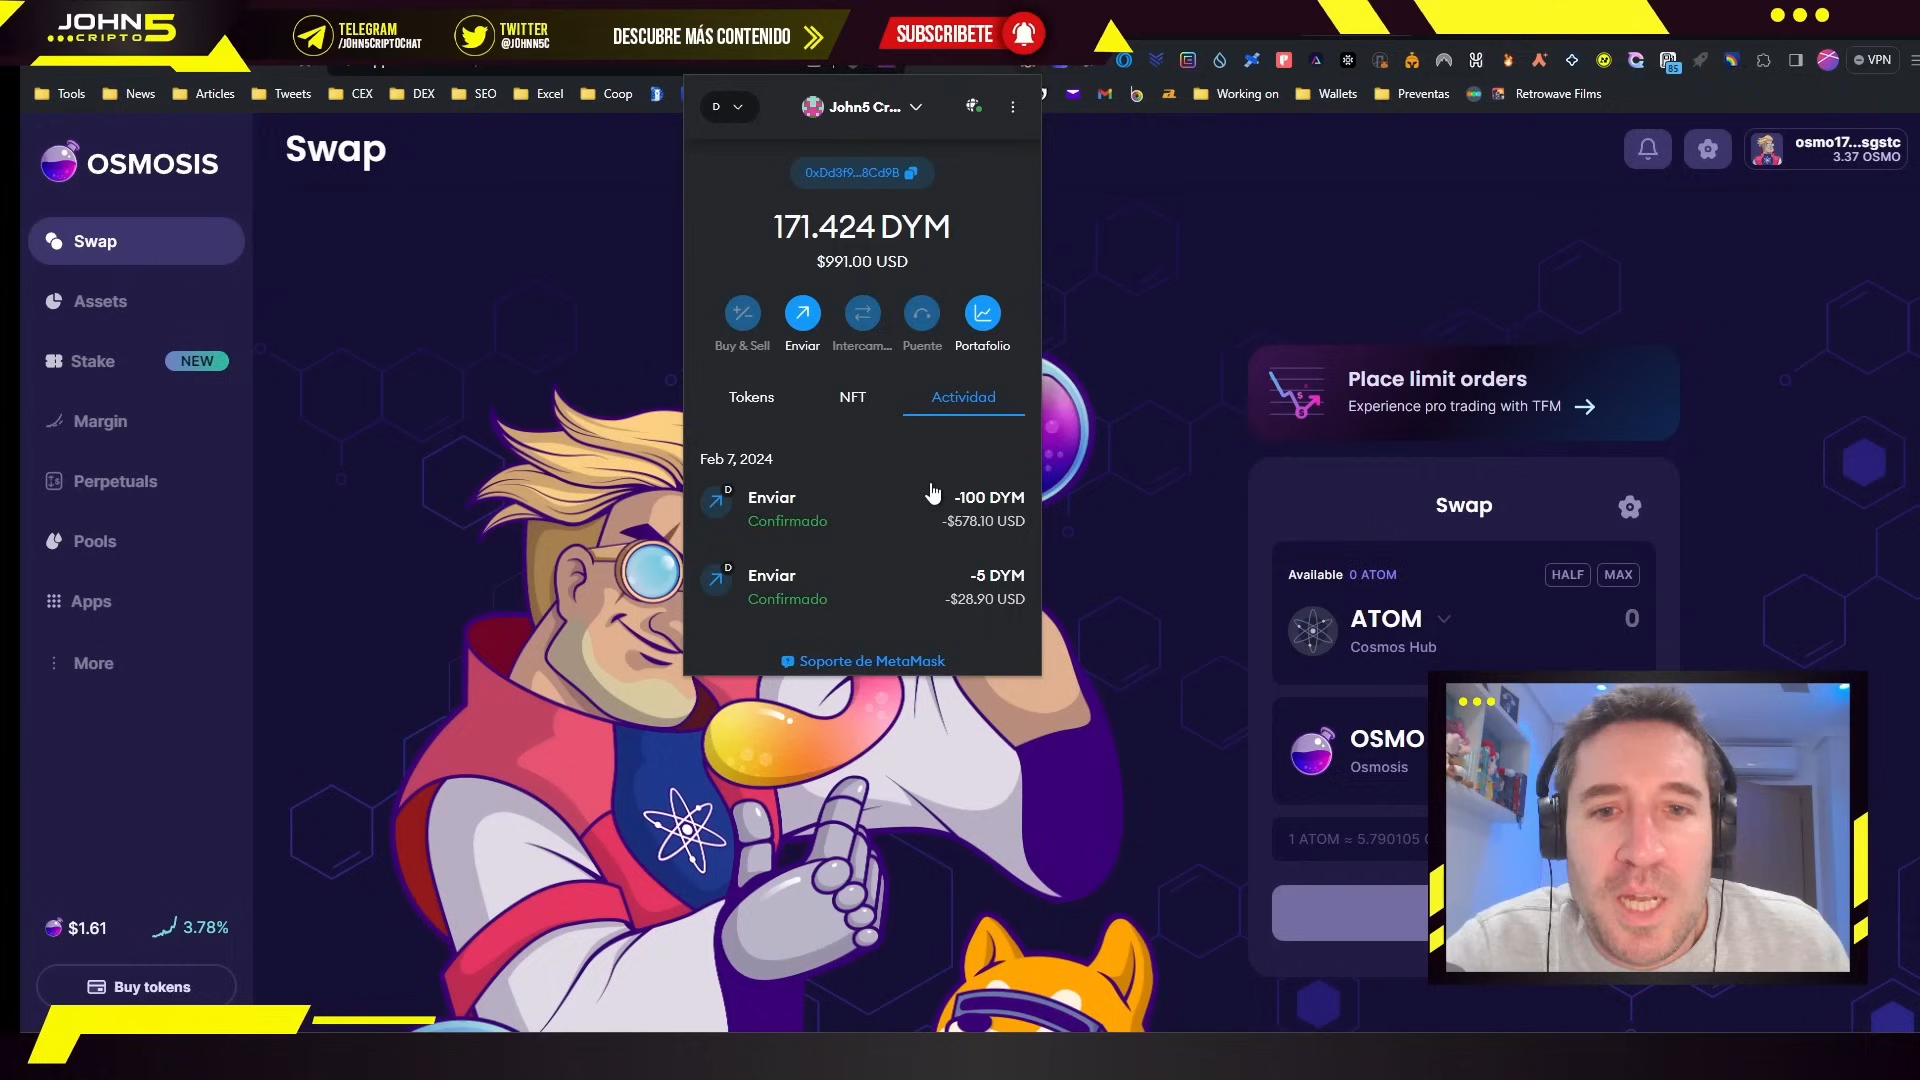 JOHN 5
CRIPTO
TELEGRAM
/JOHN5CRIPTOCHAT
TWITTER
@J0HNN5C
DESCUBRE MÁS CONTENIDO
SUBSCRIBETE
85
VPN
Tools
News
Articles
Tweets
CEX
DEX
SEO
Excel
Coop
Working on
Wallets
Preventas
Retrowave Films
OSMOSIS
Swap
osmo17...sgstc
3.37 OSMO
Swap
Assets
Stake
NEW
Margin
Perpetuals
Pools
Apps
More
$1.61
3.78%
Buy tokens
D
John5 Cr...
0xDd3f9...8Cd9B
171.424 DYM
$991.00 USD
Buy & Sell
Enviar
Intercam...
Puente
Portafolio
Tokens
NFT
Actividad
Feb 7, 2024
D
Enviar
-100 DYM
Confirmado
-$578.10 USD
D
Enviar
-5 DYM
Confirmado
-$28.90 USD
Soporte de MetaMask
Place limit orders
Experience pro trading with TFM
Swap
Available 0 ATOM
HALF
MAX
ATOM
0
Cosmos Hub
OSMO
Osmosis
1 ATOM ≈ 5.790105